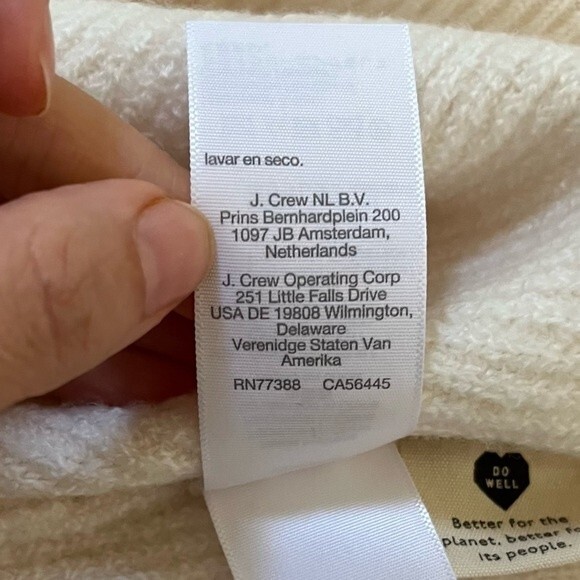 lavar en seco.
J. Crew NL B.V.
Prins Bernhardplein 200
1097 JB Amsterdam,
Netherlands
J. Crew Operating Corp
251 Little Falls Drive
USA DE 19808 Wilmington,
Delaware
Verenidge Staten Van
Amerika
RN77388 CA56445
DO
WELL
Better for the
planet, better
its people.